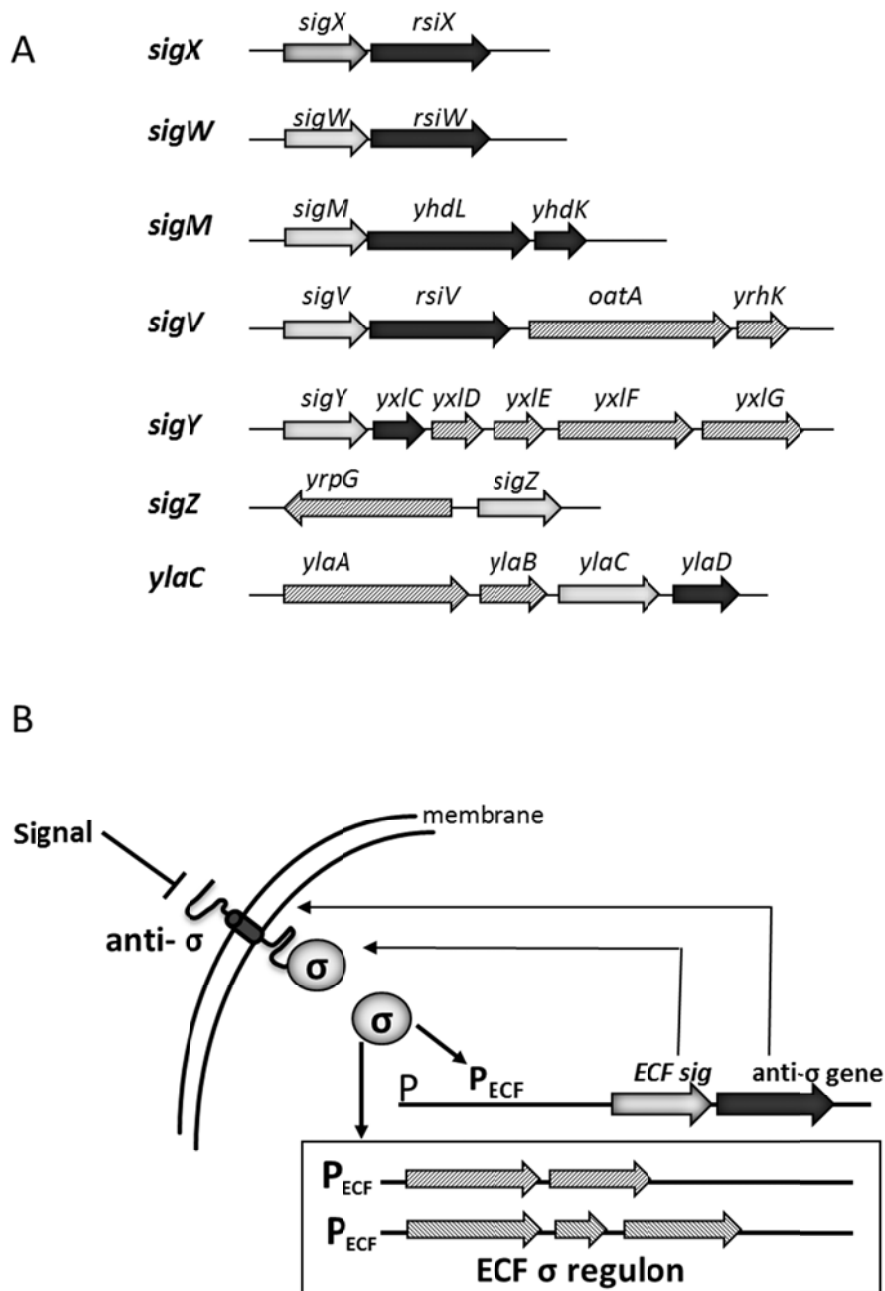 A
sigX rsiX
sigX
sigW rsiW
sigW
sigM yhdL yhdK
sigM
sigV rsiV oatA yrhK
sigV
sigY yxlC yxlD yxlE yxlF yxlG
sigY
yrpG sigZ
sigZ
ylaA ylaB ylaC ylaD
ylaC
B
membrane
Signal
anti- σ
σ
σ
P PECF ECF sig anti-σ gene
PECF
PECF
ECF σ regulon